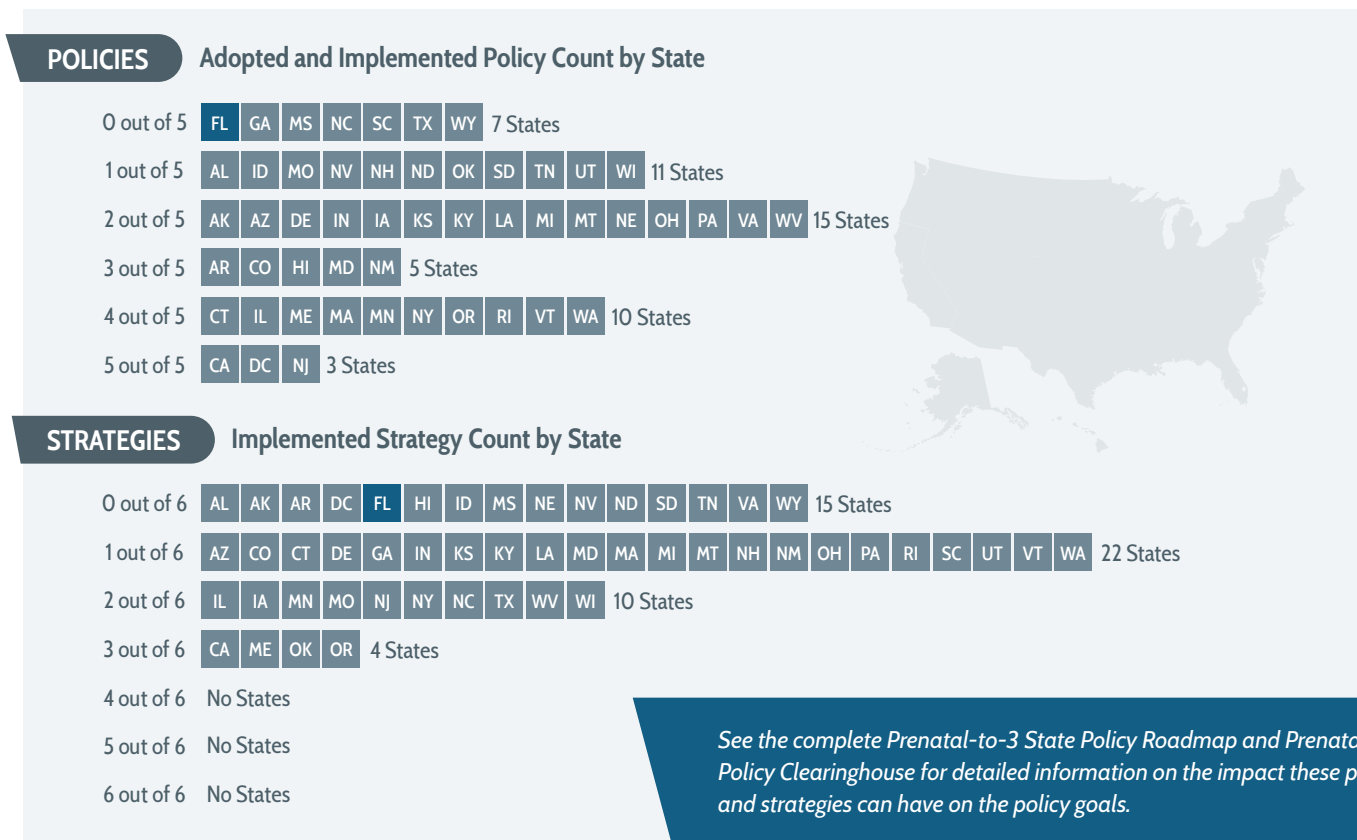 POLICIES Adopted and Implemented Policy Count by State
0 out of 5 FL GA MS NC SC TX WY 7 States
1 out of 5 AL ID MO NV NH ND OK SD TN UT WI 11 States
2 out of 5 AK AZ DE IN IA KS KY LA MI MT NE OH PA VA WV 15 States
3 out of 5 AR CO HI MD NM 5 States
4 out of 5 CT IL ME MA MN NY OR RI VT WA 10 States
5 out of 5 CA DC NJ 3 States
STRATEGIES Implemented Strategy Count by State
0 out of 6 AL AK AR DC FL HI ID MS NE NV ND SD TN VA WY 15 States
1 out of 6 AZ CO CT DE GA IN KS KY LA MD MA MI MT NH NM OH PA RI SC UT VT WA 22 States
2 out of 6 IL IA MN MO NJ NY NC TX WV WI 10 States
3 out of 6 CA ME OK OR 4 States
4 out of 6 No States
5 out of 6 No States
6 out of 6 No States
See the complete Prenatal-to-3 State Policy Roadmap and
Policy Clearinghouse for detailed information on the impact these
and strategies can have on the policy goals.